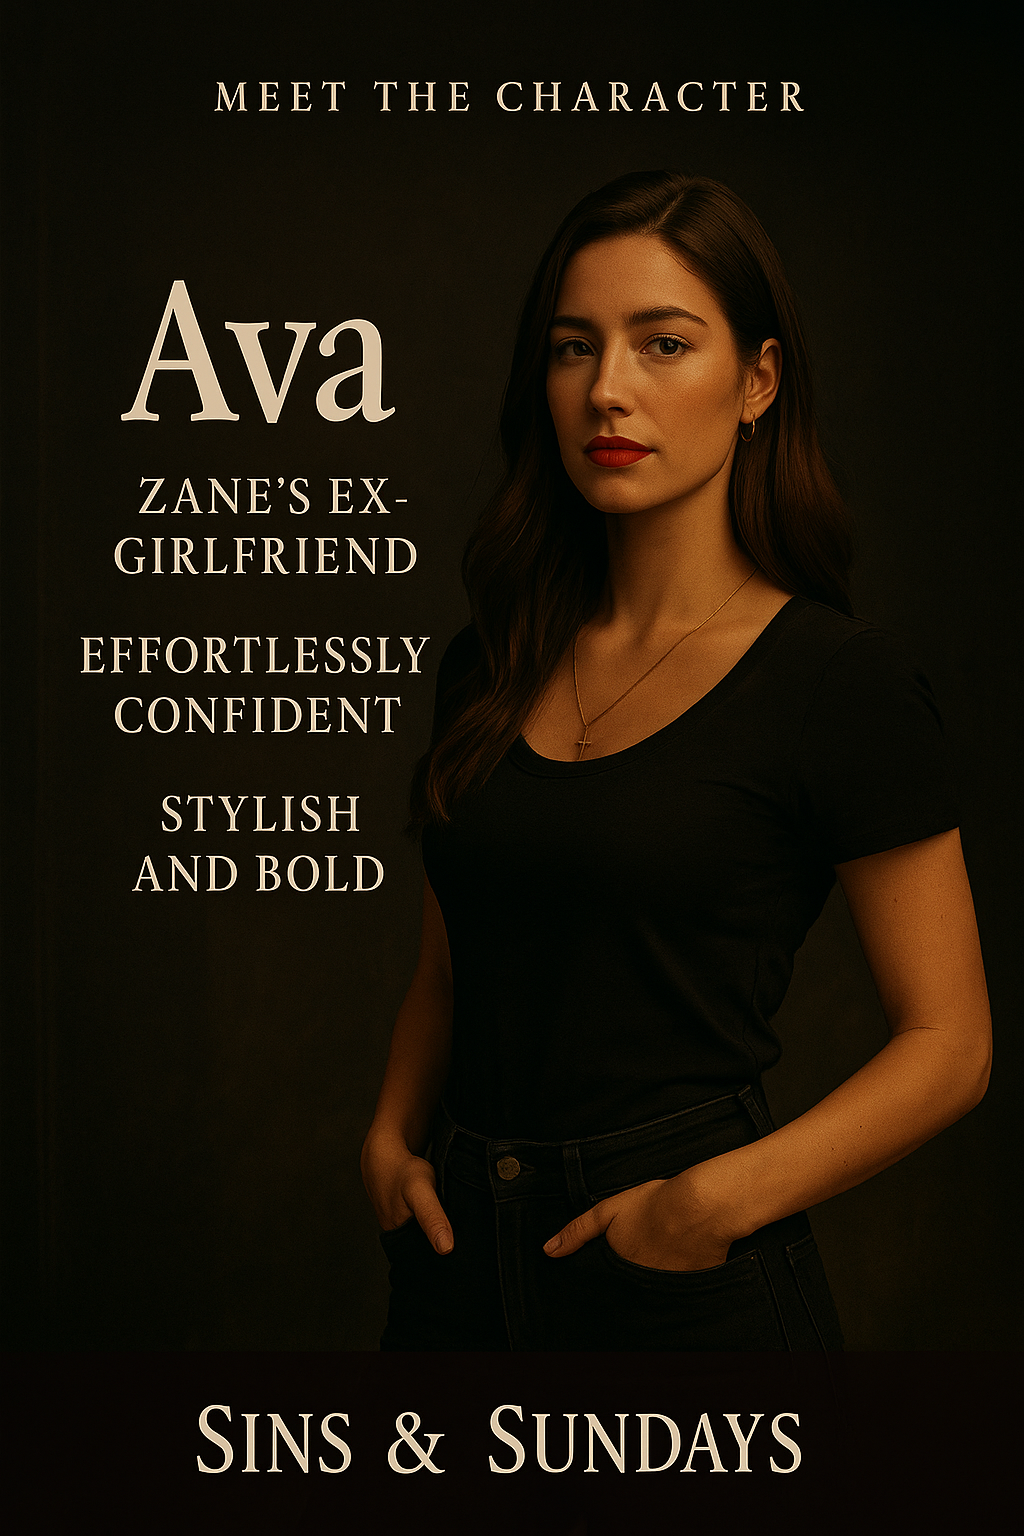 MEET THE CHARACTER
Ava
ZANE'S EX-
GIRLFRIEND
EFFORTLESSLY
CONFIDENT
STYLISH
AND BOLD
SINS & SUNDAYS